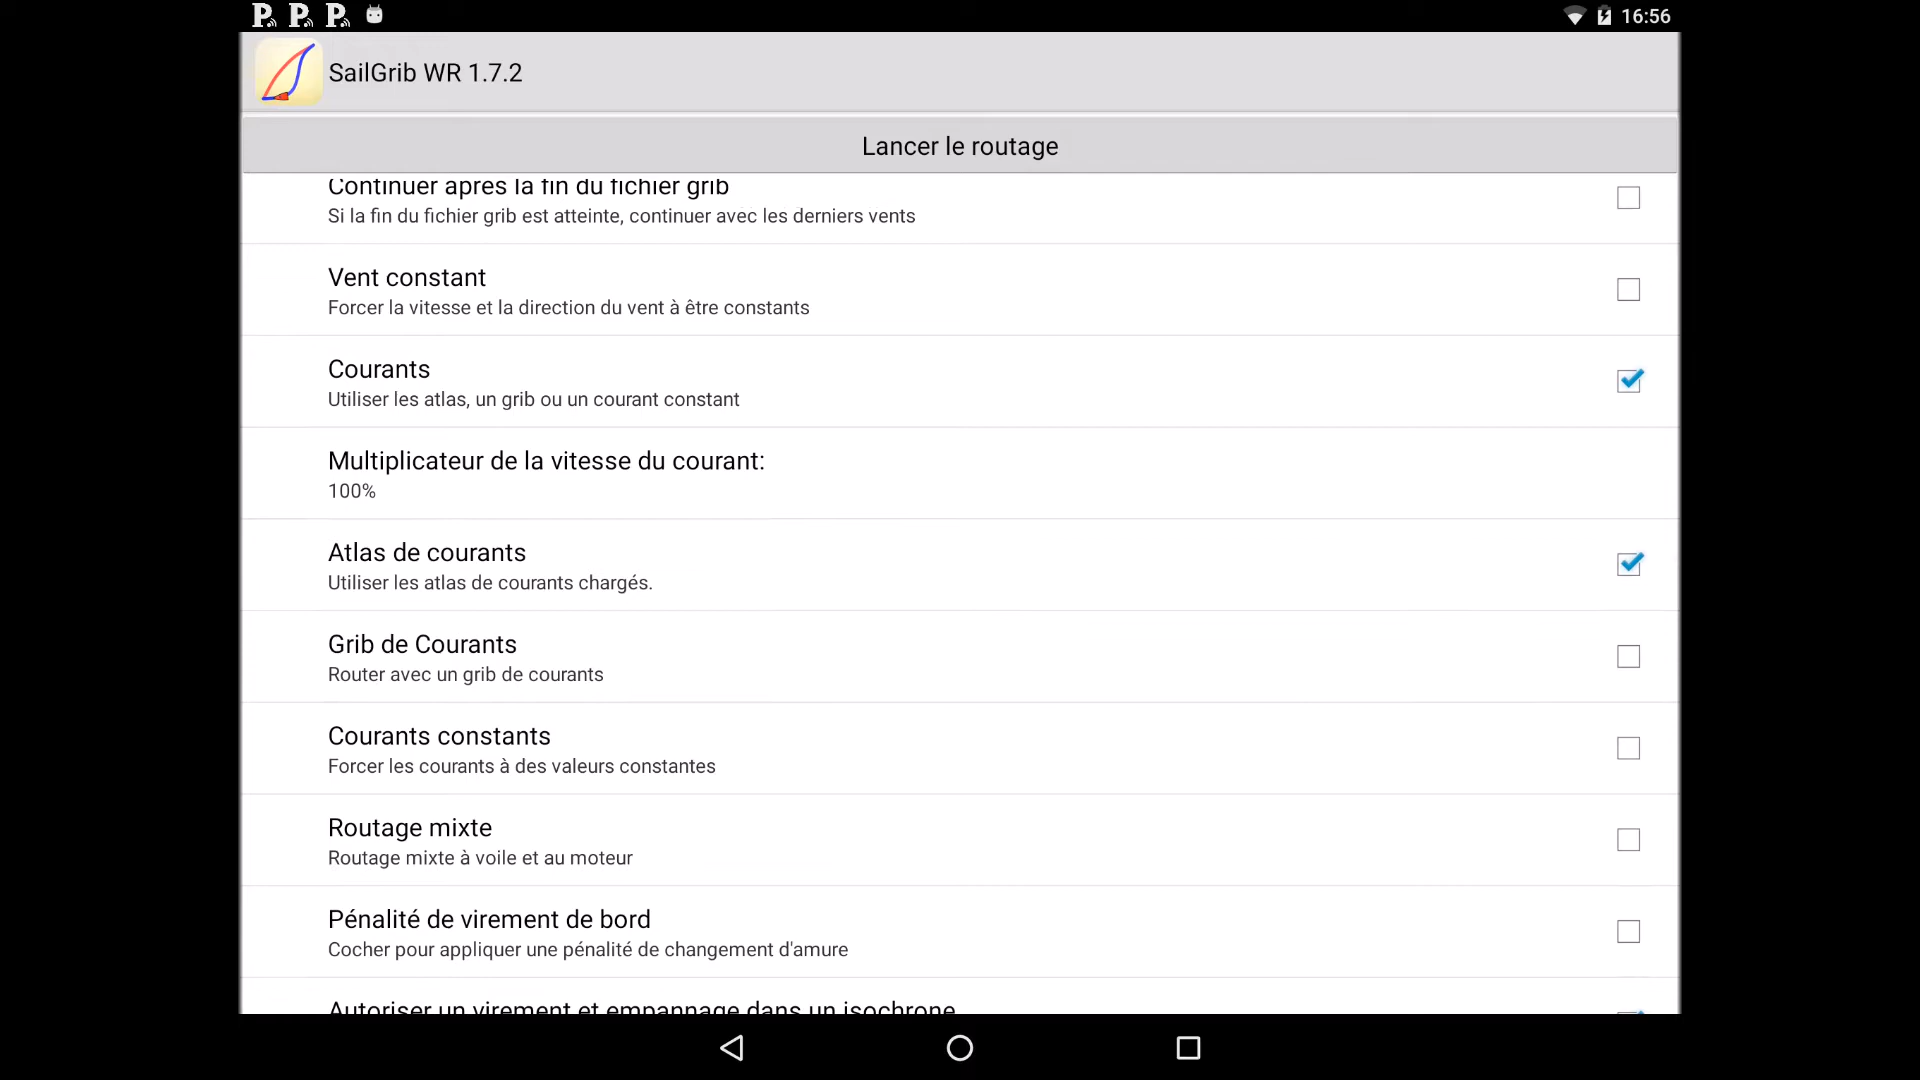 16:56
SailGrib WR 1.7.2
Lancer le routage
Continuer après la fin du fichier grib
Si la fin du fichier grib est atteinte, continuer avec les derniers vents
Vent constant
Forcer la vitesse et la direction du vent à être constants
Courants
Utiliser les atlas, un grib ou un courant constant
Multiplicateur de la vitesse du courant:
100%
Atlas de courants
Utiliser les atlas de courants chargés.
Grib de Courants
Router avec un grib de courants
Courants constants
Forcer les courants à des valeurs constantes
Routage mixte
Routage mixte à voile et au moteur
Pénalité de virement de bord
Cocher pour appliquer une pénalité de changement d'amure
Autoriser un virement et empannage dans un isochrone